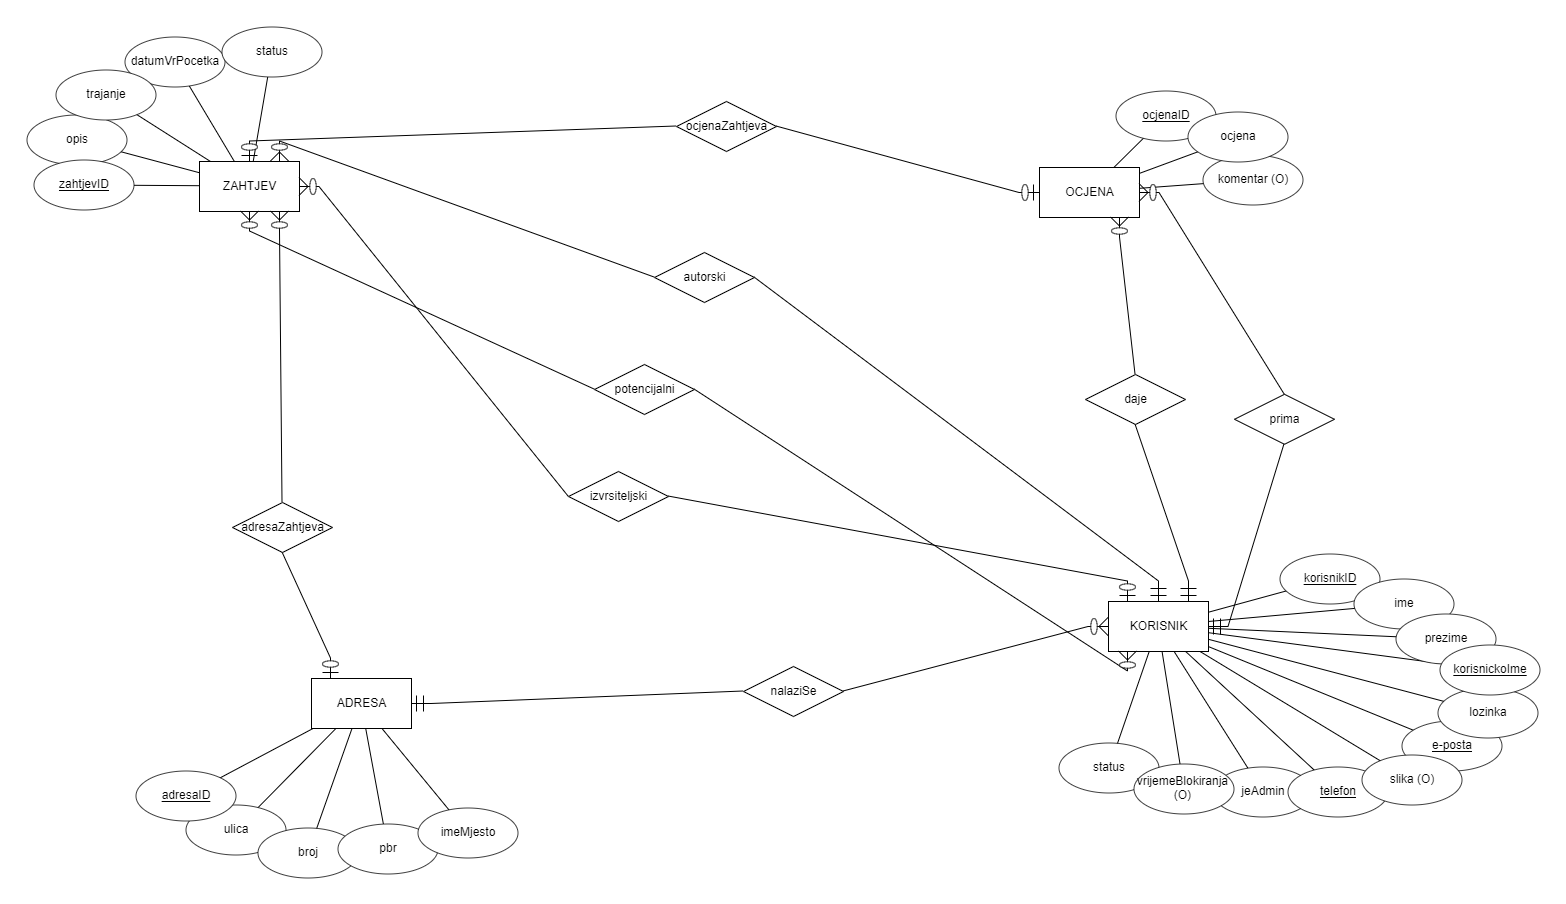 status
datumVrPocetka
trajanje
opis
zahtjevID
ZAHTJEV
ocjenaZahtjeva
ocjenaID
ocjena
komentar (O)
OCJENA
autorski
potencijalni
daje
prima
izvrsiteljski
adresaZahtjeva
korisnikID
ime
prezime
korisnickoIme
lozinka
e-posta
slika (O)
telefon
jeAdmin
vrijemeBlokiranja
(O)
status
KORISNIK
nalaziSe
ADRESA
adresaID
ulica
broj
pbr
imeMjesto